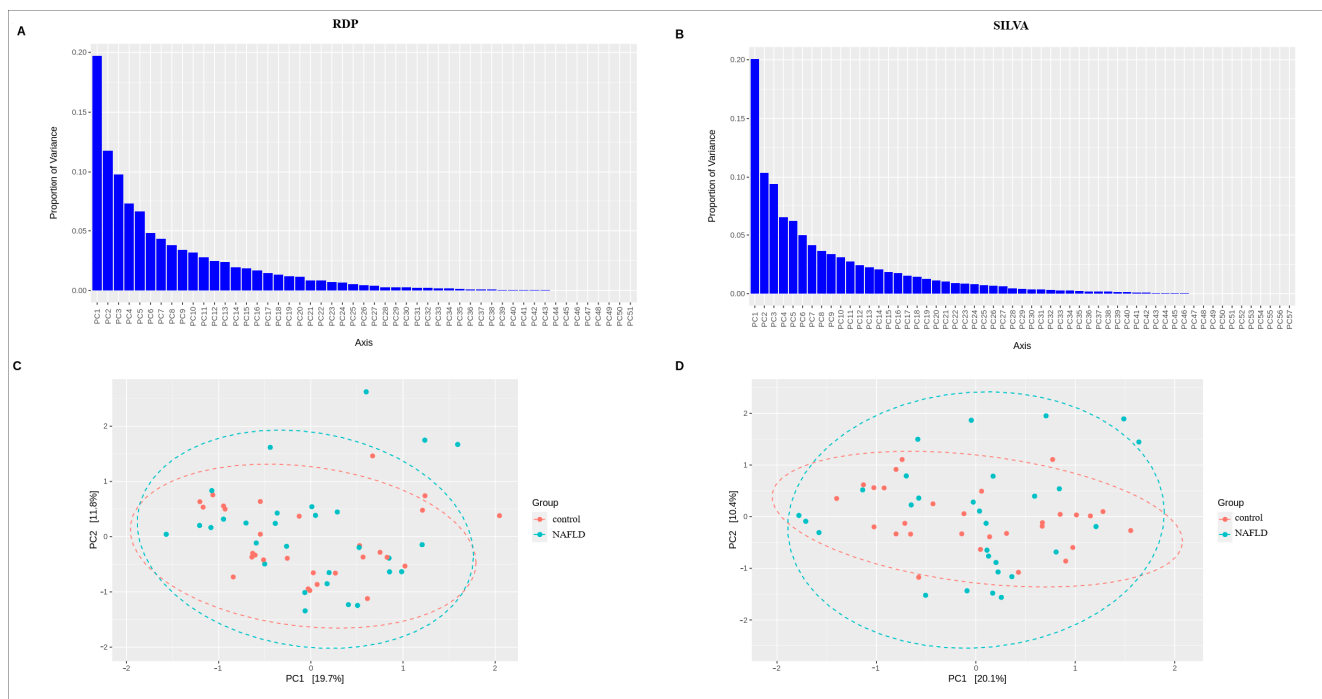 RDP
SILVA
A
B
0.20
0.15
0.10
0.05
0.00
Proportion of Variance
PC1 PC2 PC3 PC4 PC5 PC6 PC7 PC8 PC9 PC10 PC11 PC12 PC13 PC14 PC15 PC16 PC17 PC18 PC19 PC20 PC21 PC22 PC23 PC24 PC25 PC26 PC27 PC28 PC29 PC30 PC31 PC32 PC33 PC34 PC35 PC36 PC37 PC38 PC39 PC40 PC41 PC42 PC43 PC44 PC45 PC46 PC47 PC48 PC49 PC50 PC51
Axis
0.20
0.15
0.10
0.05
0.00
Proportion of Variance
PC1 PC2 PC3 PC4 PC5 PC6 PC7 PC8 PC9 PC10 PC11 PC12 PC13 PC14 PC15 PC16 PC17 PC18 PC19 PC20 PC21 PC22 PC23 PC24 PC25 PC26 PC27 PC28 PC29 PC30 PC31 PC32 PC33 PC34 PC35 PC36 PC37 PC38 PC39 PC40 PC41 PC42 PC43 PC44 PC45 PC46 PC47 PC48 PC49 PC50 PC51 PC52 PC53 PC54 PC55 PC56 PC57
Axis
C
2
1
0
−1
−2
PC2 [11.8%]
−2 −1 0 1 2
PC1 [19.7%]
Group
control
NAFLD
D
2
1
0
−1
−2
PC2 [10.4%]
−2 −1 0 1 2
PC1 [20.1%]
Group
control
NAFLD